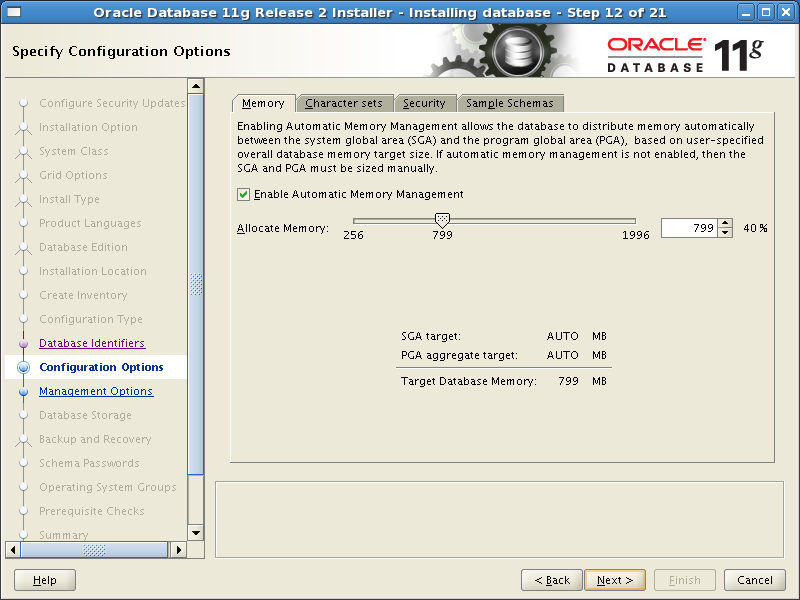 Oracle Database 11g Release 2 Installer - Installing database - Step 12 of 21
Specify Configuration Options
ORACLE
DATABASE
11g
Configure Security Updates
Installation Option
System Class
Grid Options
Install Type
Product Languages
Database Edition
Installation Location
Create Inventory
Configuration Type
Database Identifiers
Configuration Options
Management Options
Database Storage
Backup and Recovery
Schema Passwords
Operating System Groups
Prerequisite Checks
Summary
Memory Character sets Security Sample Schemas
Enabling Automatic Memory Management allows the database to distribute memory automatically
between the system global area (SGA) and the program global area (PGA), based on user-specified
overall database memory target size. If automatic memory management is not enabled, then the
SGA and PGA must be sized manually.
Enable Automatic Memory Management
Allocate Memory:
256 799 1996
799 40 %
SGA target: AUTO MB
PGA aggregate target: AUTO MB
Target Database Memory: 799 MB
Help < Back Next > Finish Cancel